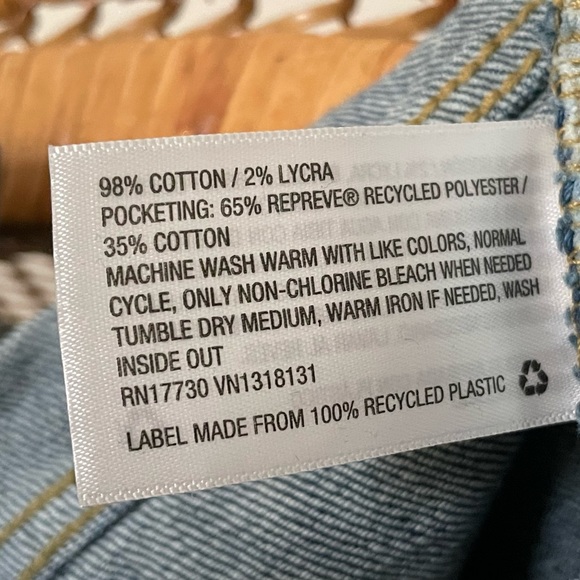 98% COTTON / 2% LYCRA
POCKETING: 65% REPREVE® RECYCLED POLYESTER /
35% COTTON
MACHINE WASH WARM WITH LIKE COLORS, NORMAL
CYCLE, ONLY NON-CHLORINE BLEACH WHEN NEEDED
TUMBLE DRY MEDIUM, WARM IRON IF NEEDED, WASH
INSIDE OUT
RN17730 VN1318131
LABEL MADE FROM 100% RECYCLED PLASTIC